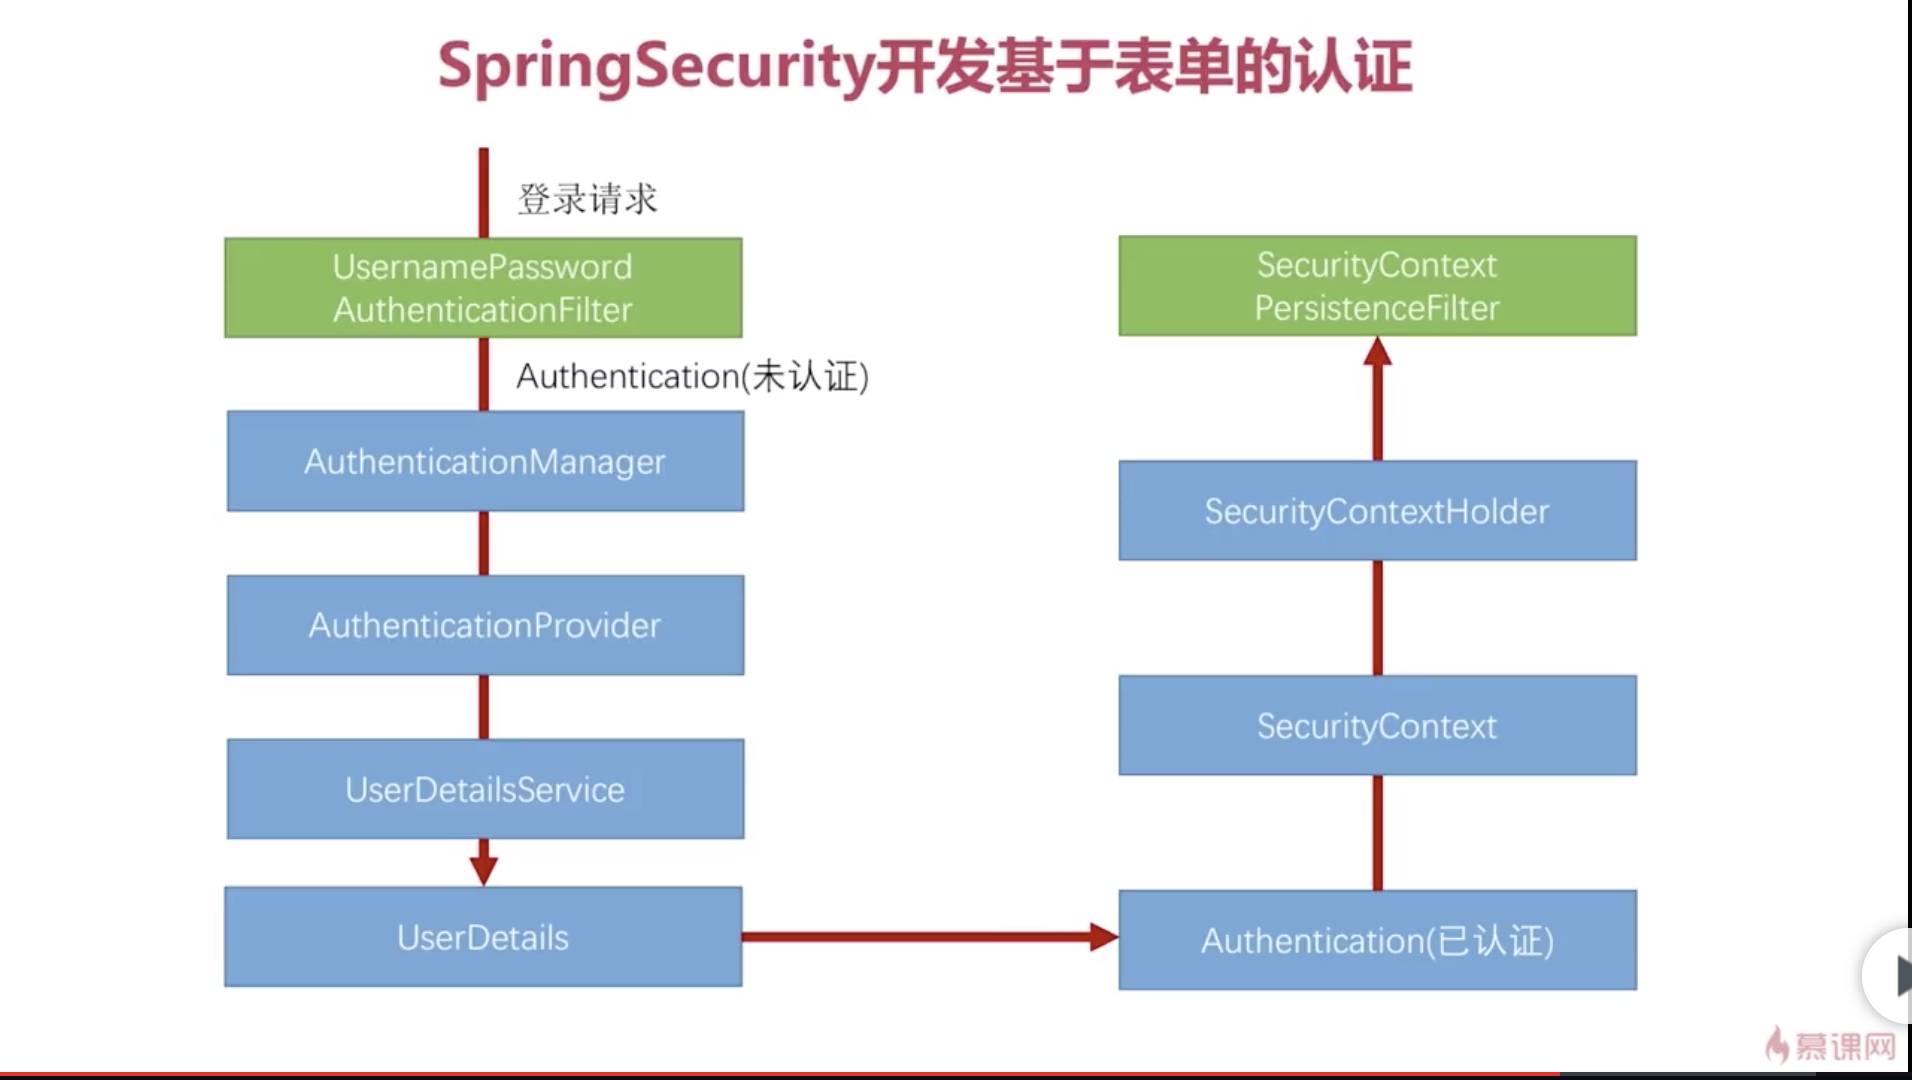 SpringSecurity开发基于表单的认证
登录请求
UsernamePassword
AuthenticationFilter
Authentication(未认证)
AuthenticationManager
AuthenticationProvider
UserDetailsService
UserDetails
SecurityContext
PersistenceFilter
SecurityContextHolder
SecurityContext
Authentication(已认证)
慕课网